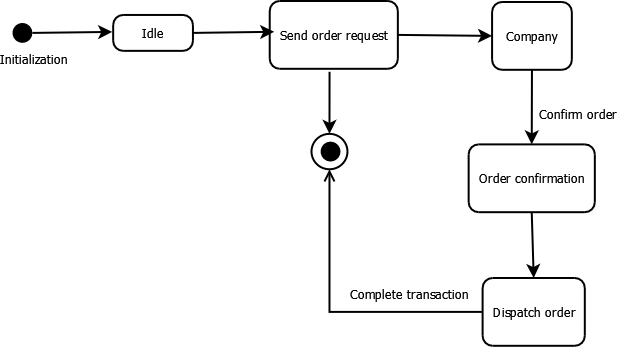 Initialization
Idle
Send order request
Company
Confirm order
Order confirmation
Complete transaction
Dispatch order